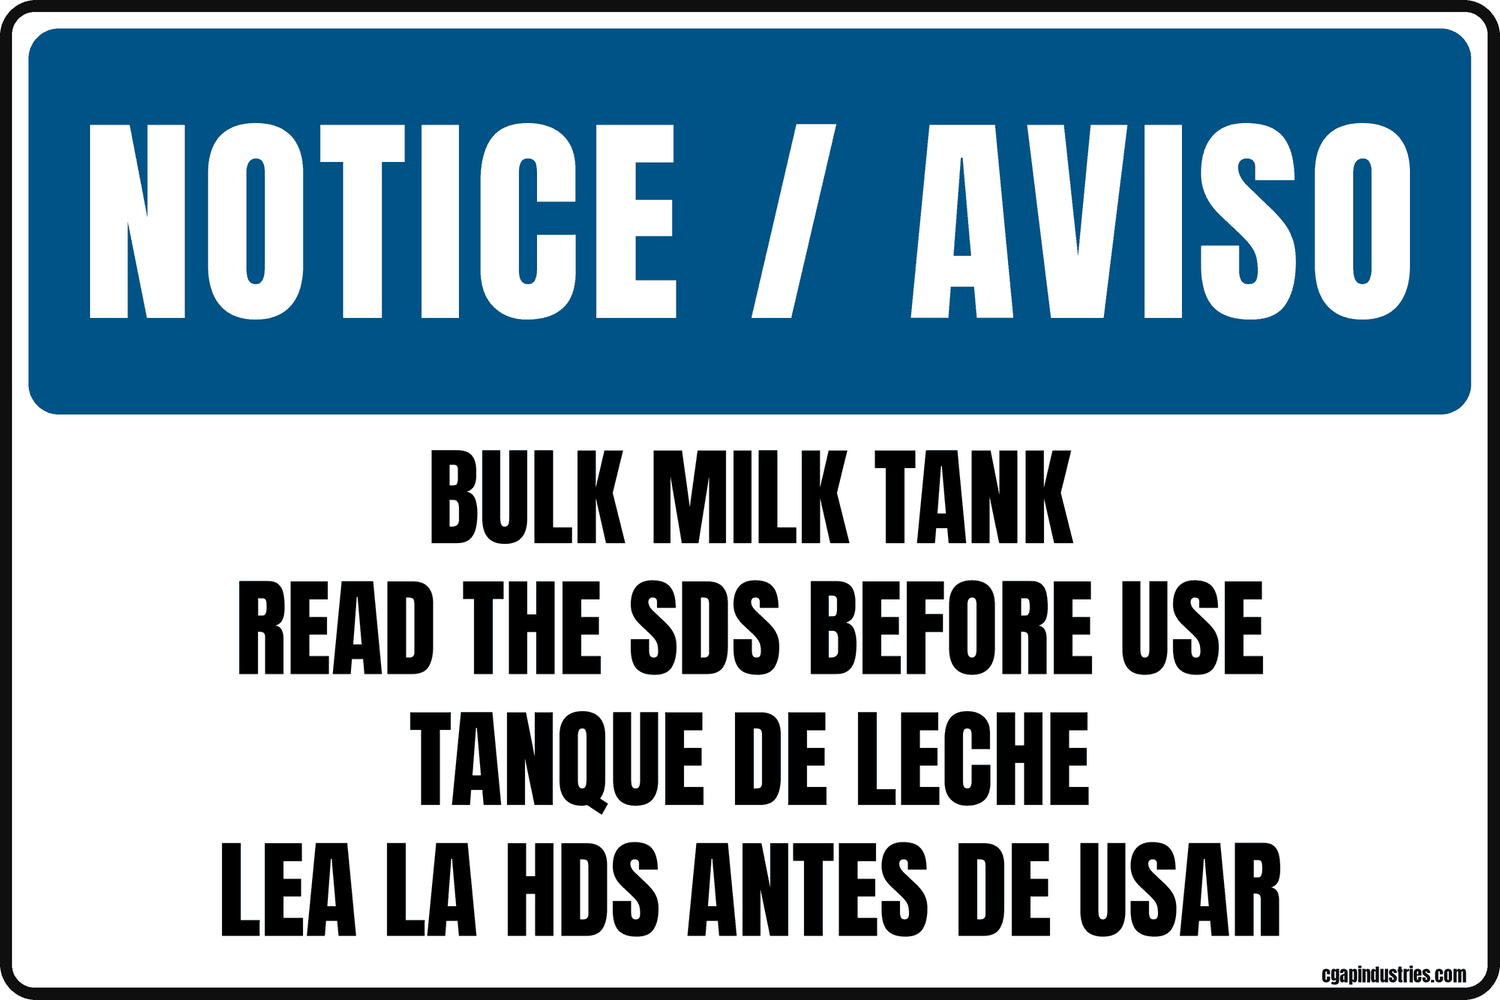 NOTICE / AVISO
BULK MILK TANK
READ THE SDS BEFORE USE
TANQUE DE LECHE
LEA LA HDS ANTES DE USAR
cgapindustries.com